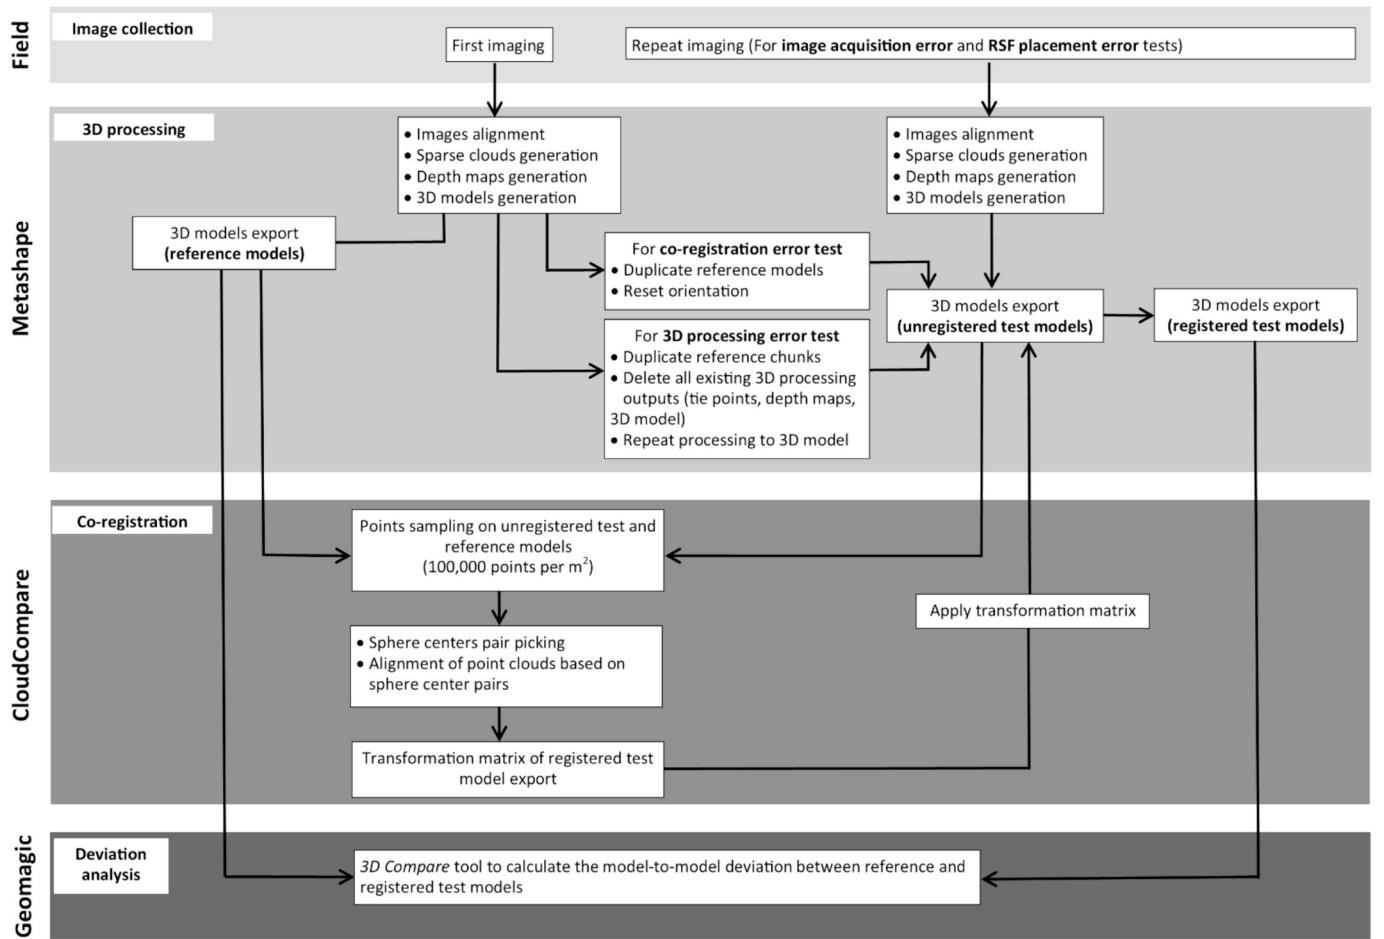 Field
Image collection
First imaging
Repeat imaging (For image acquisition error and RSF placement error tests)
Metashape
3D processing
● Images alignment
● Sparse clouds generation
● Depth maps generation
● 3D models generation
● Images alignment
● Sparse clouds generation
● Depth maps generation
● 3D models generation
3D models export
(reference models)
For co-registration error test
● Duplicate reference models
● Reset orientation
3D models export
(unregistered test models)
3D models export
(registered test models)
For 3D processing error test
● Duplicate reference chunks
● Delete all existing 3D processing
outputs (tie points, depth maps,
3D model)
● Repeat processing to 3D model
CloudCompare
Co-registration
Points sampling on unregistered test and
reference models
(100,000 points per m²)
Apply transformation matrix
● Sphere centers pair picking
● Alignment of point clouds based on
sphere center pairs
Transformation matrix of registered test
model export
Geomagic
Deviation
analysis
3D Compare tool to calculate the model-to-model deviation between reference and
registered test models